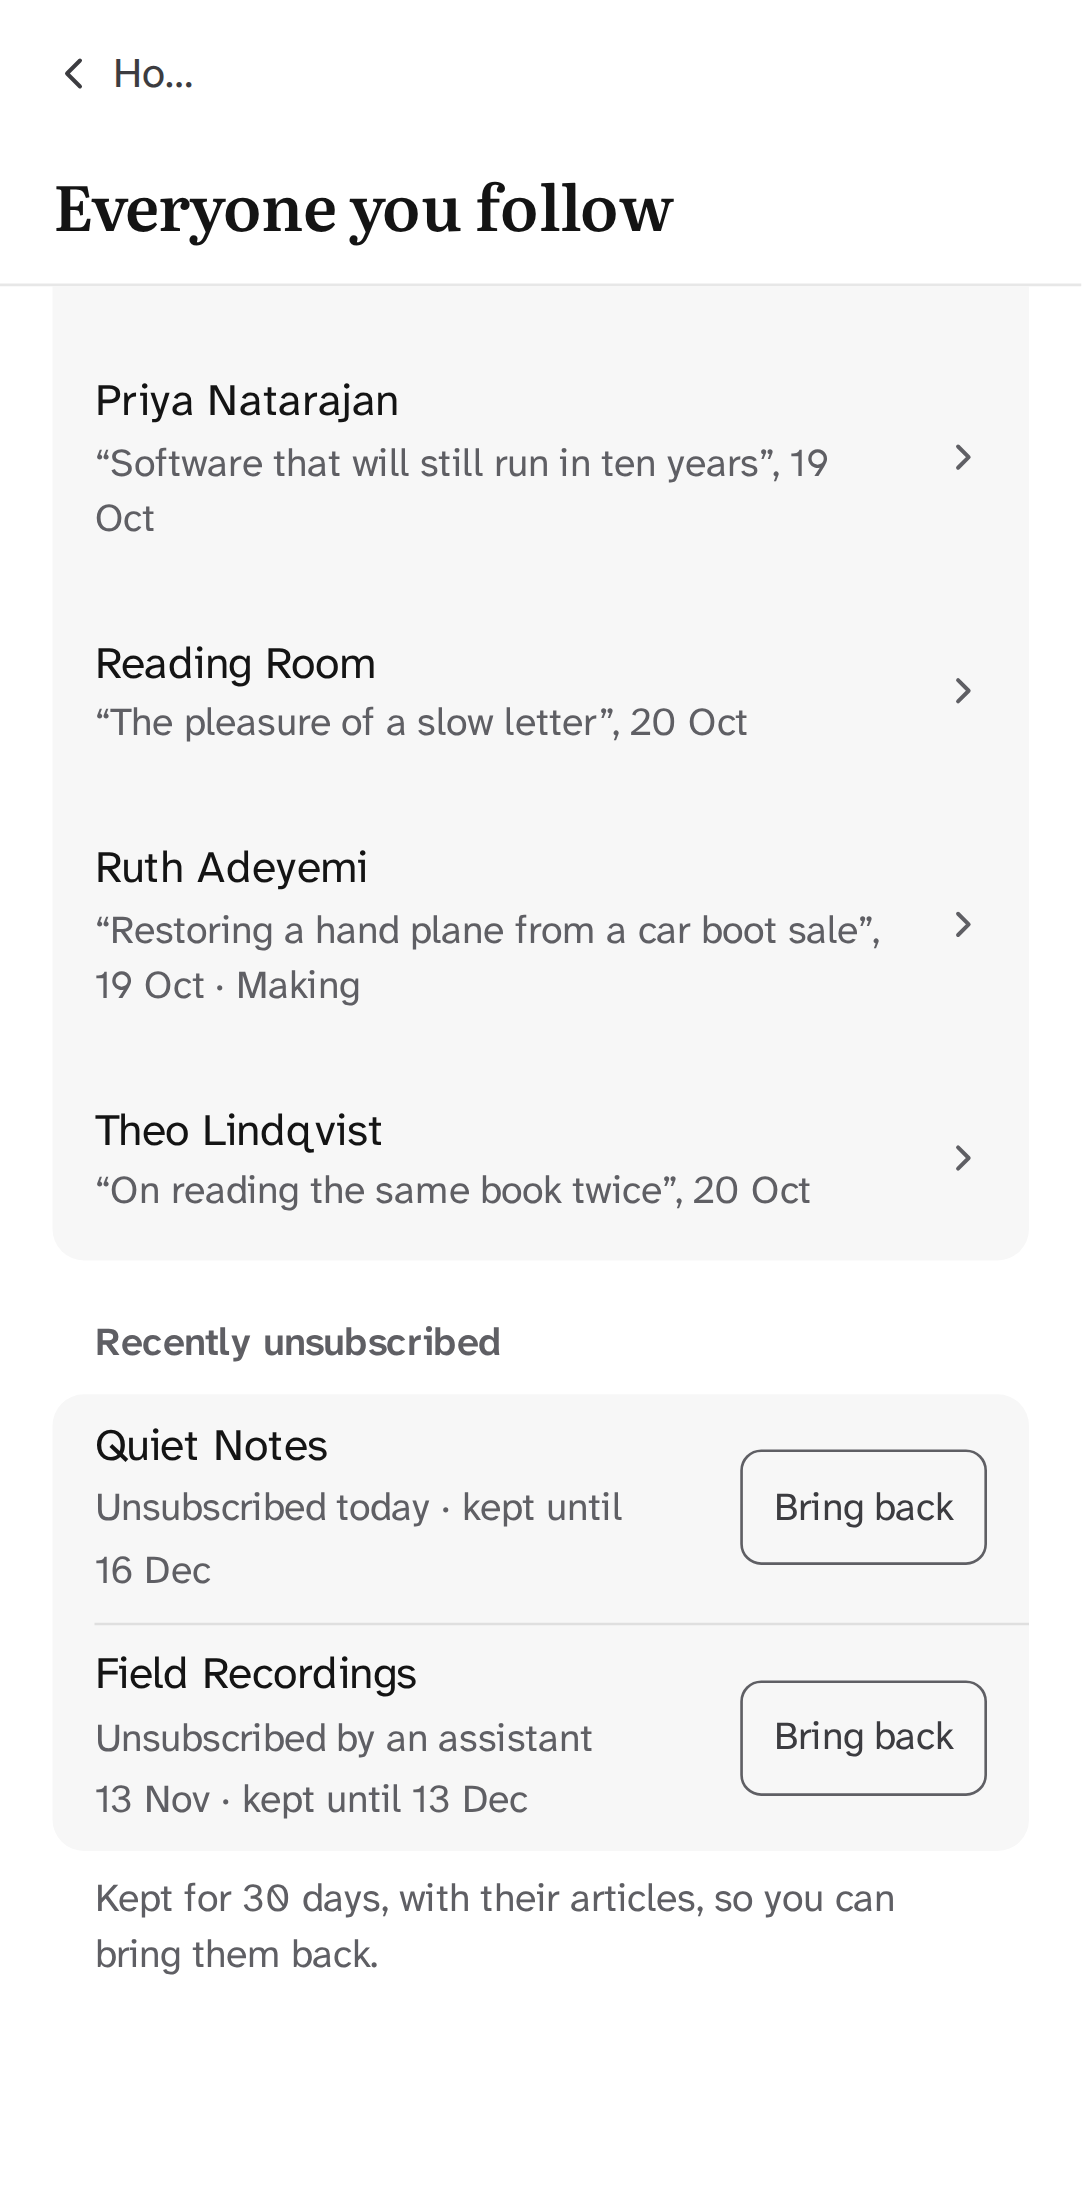 Ho...
Everyone you follow
Priya Natarajan
“Software that will still run in ten years”, 19
Oct
Reading Room
“The pleasure of a slow letter”, 20 Oct
Ruth Adeyemi
“Restoring a hand plane from a car boot sale”,
19 Oct · Making
Theo Lindqvist
“On reading the same book twice”, 20 Oct
Recently unsubscribed
Quiet Notes
Unsubscribed today · kept until
16 Dec
Bring back
Field Recordings
Unsubscribed by an assistant
13 Nov · kept until 13 Dec
Bring back
Kept for 30 days, with their articles, so you can
bring them back.